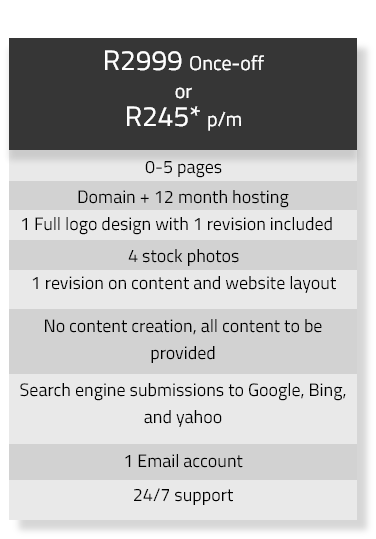 R2999 Once-off
or
R245* p/m
0-5 pages
Domain + 12 month hosting
1 Full logo design with 1 revision included
4 stock photos
1 revision on content and website layout
No content creation, all content to be
provided
Search engine submissions to Google, Bing,
and yahoo
1 Email account
24/7 support